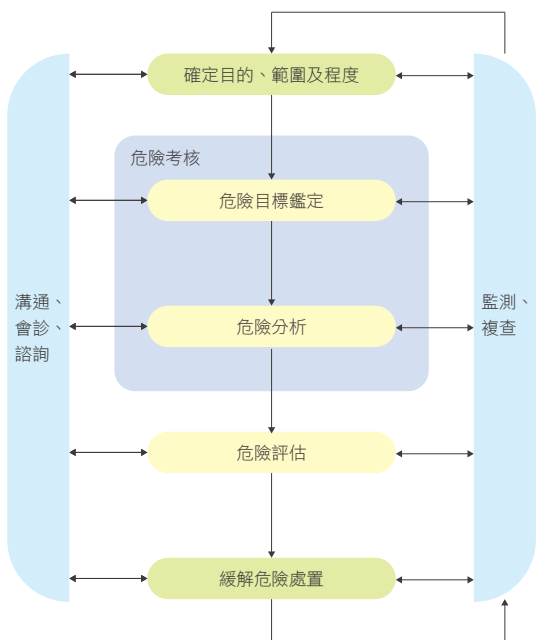 確定目的、範圍及程度
危險考核
危險目標鑑定
溝通、
會診、
諮詢
監測、
複查
危險分析
危險評估
緩解危險處置